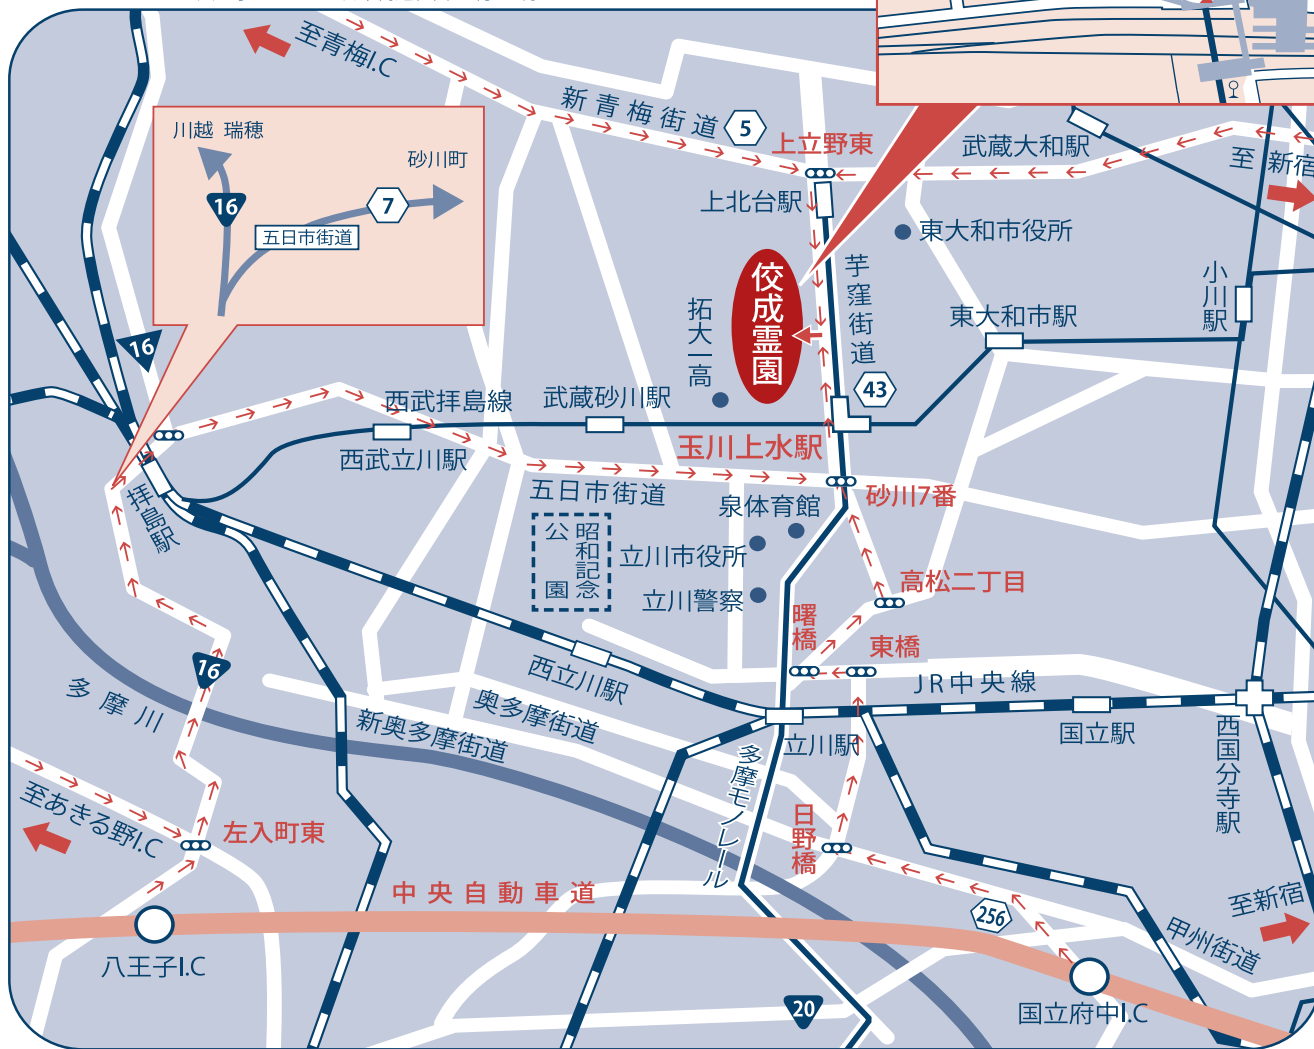 至青梅I.C
新青梅街道
5
上立野東
武蔵大和駅
至 新宿
川越 瑞穂
砂川町
16
7
五日市街道
上北台駅
東大和市役所
佼成霊園
芋窪街道
小川駅
拓大一高
東大和市駅
16
43
西武拝島線
武蔵砂川駅
西武立川駅
玉川上水駅
拝島駅
五日市街道
砂川7番
泉体育館
昭和記念
公園
立川市役所
立川警察
高松二丁目
曙橋
東橋
16
西立川駅
JR中央線
多摩川
奥多摩街道
新奥多摩街道
立川駅
国立駅
西国分寺駅
多摩モノレール
至あきる野I.C
左入町東
日野橋
中央自動車道
256
至新宿
甲州街道
八王子I.C
20
国立府中I.C